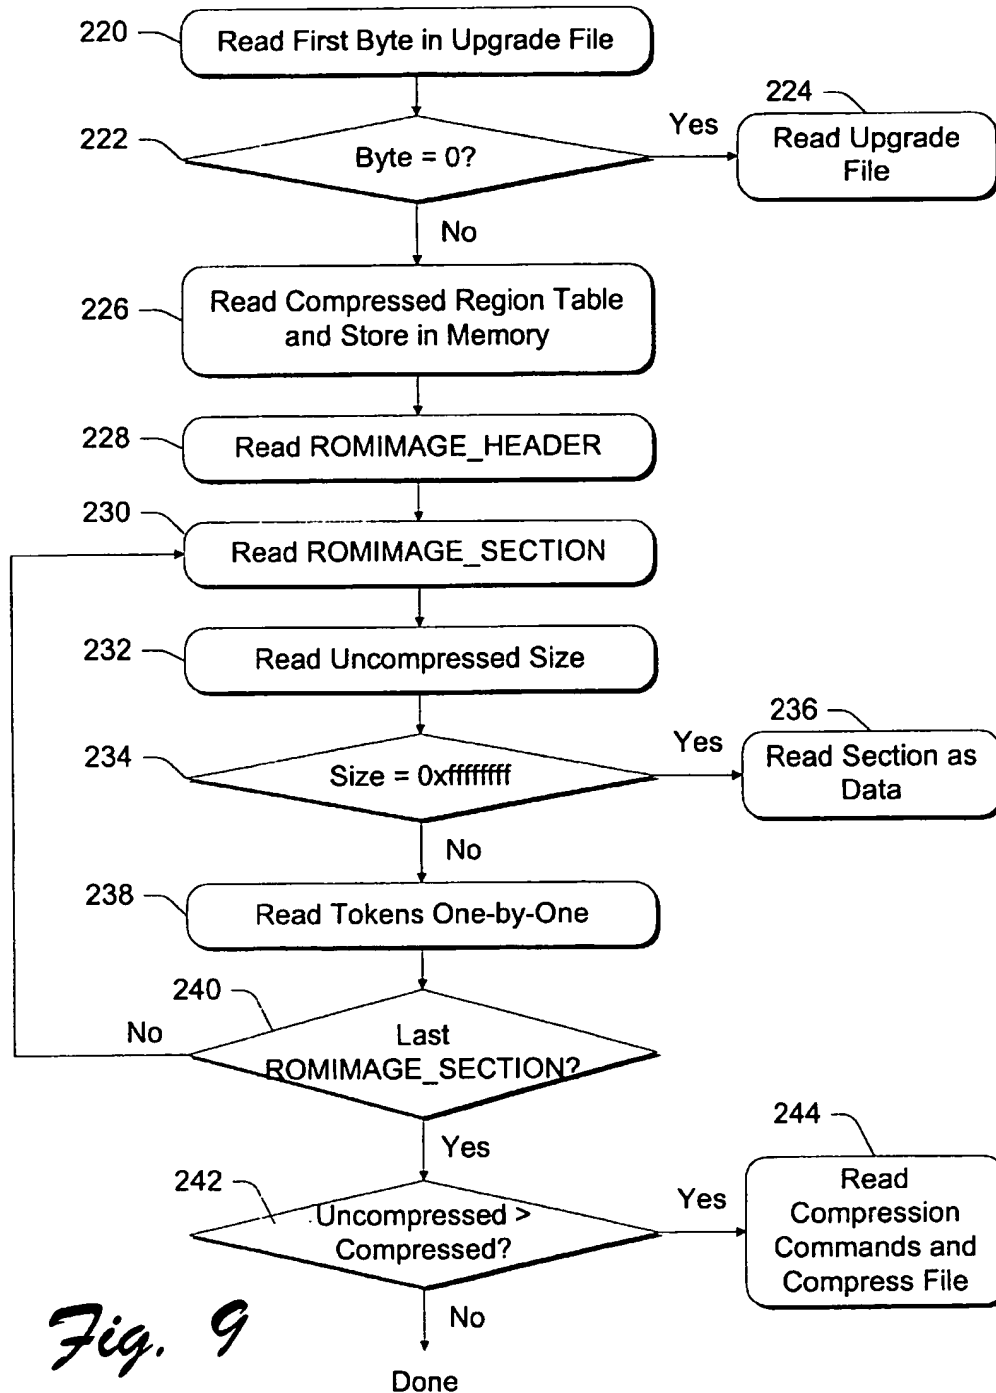 220
Read First Byte in Upgrade File
222
Byte = 0?
Yes
224
Read Upgrade
File
No
226
Read Compressed Region Table
and Store in Memory
228
Read ROMIMAGE_HEADER
230
Read ROMIMAGE_SECTION
232
Read Uncompressed Size
234
Size = 0xffffffff
Yes
236
Read Section as
Data
No
238
Read Tokens One-by-One
240
No
Last
ROMIMAGE_SECTION?
Yes
242
Uncompressed >
Compressed?
Yes
244
Read
Compression
Commands and
Compress File
No
Done
Fig. 9